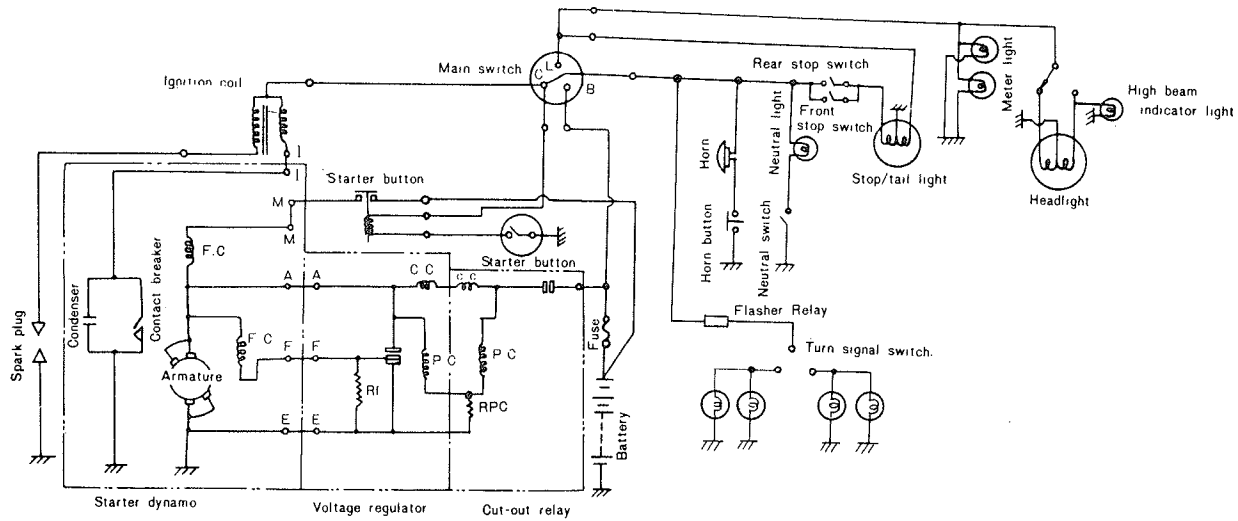 Ignition coil
Main switch
L
C
B
Rear stop switch
Front
stop switch
Neutral light
Meter light
High beam
indicator light
Horn
Stop/tail light
Headlight
I
I
Starter button
M
M
Starter button
Horn button
Neutral switch
F.C
Contact breaker
Condenser
Spark plug
A A
C C
C C
Armature
F C
F F
P C
P C
Rf
RPC
E E
Fuse
Battery
Flasher Relay
Turn signal switch.
Starter dynamo
Voltage regulator
Cut-out relay